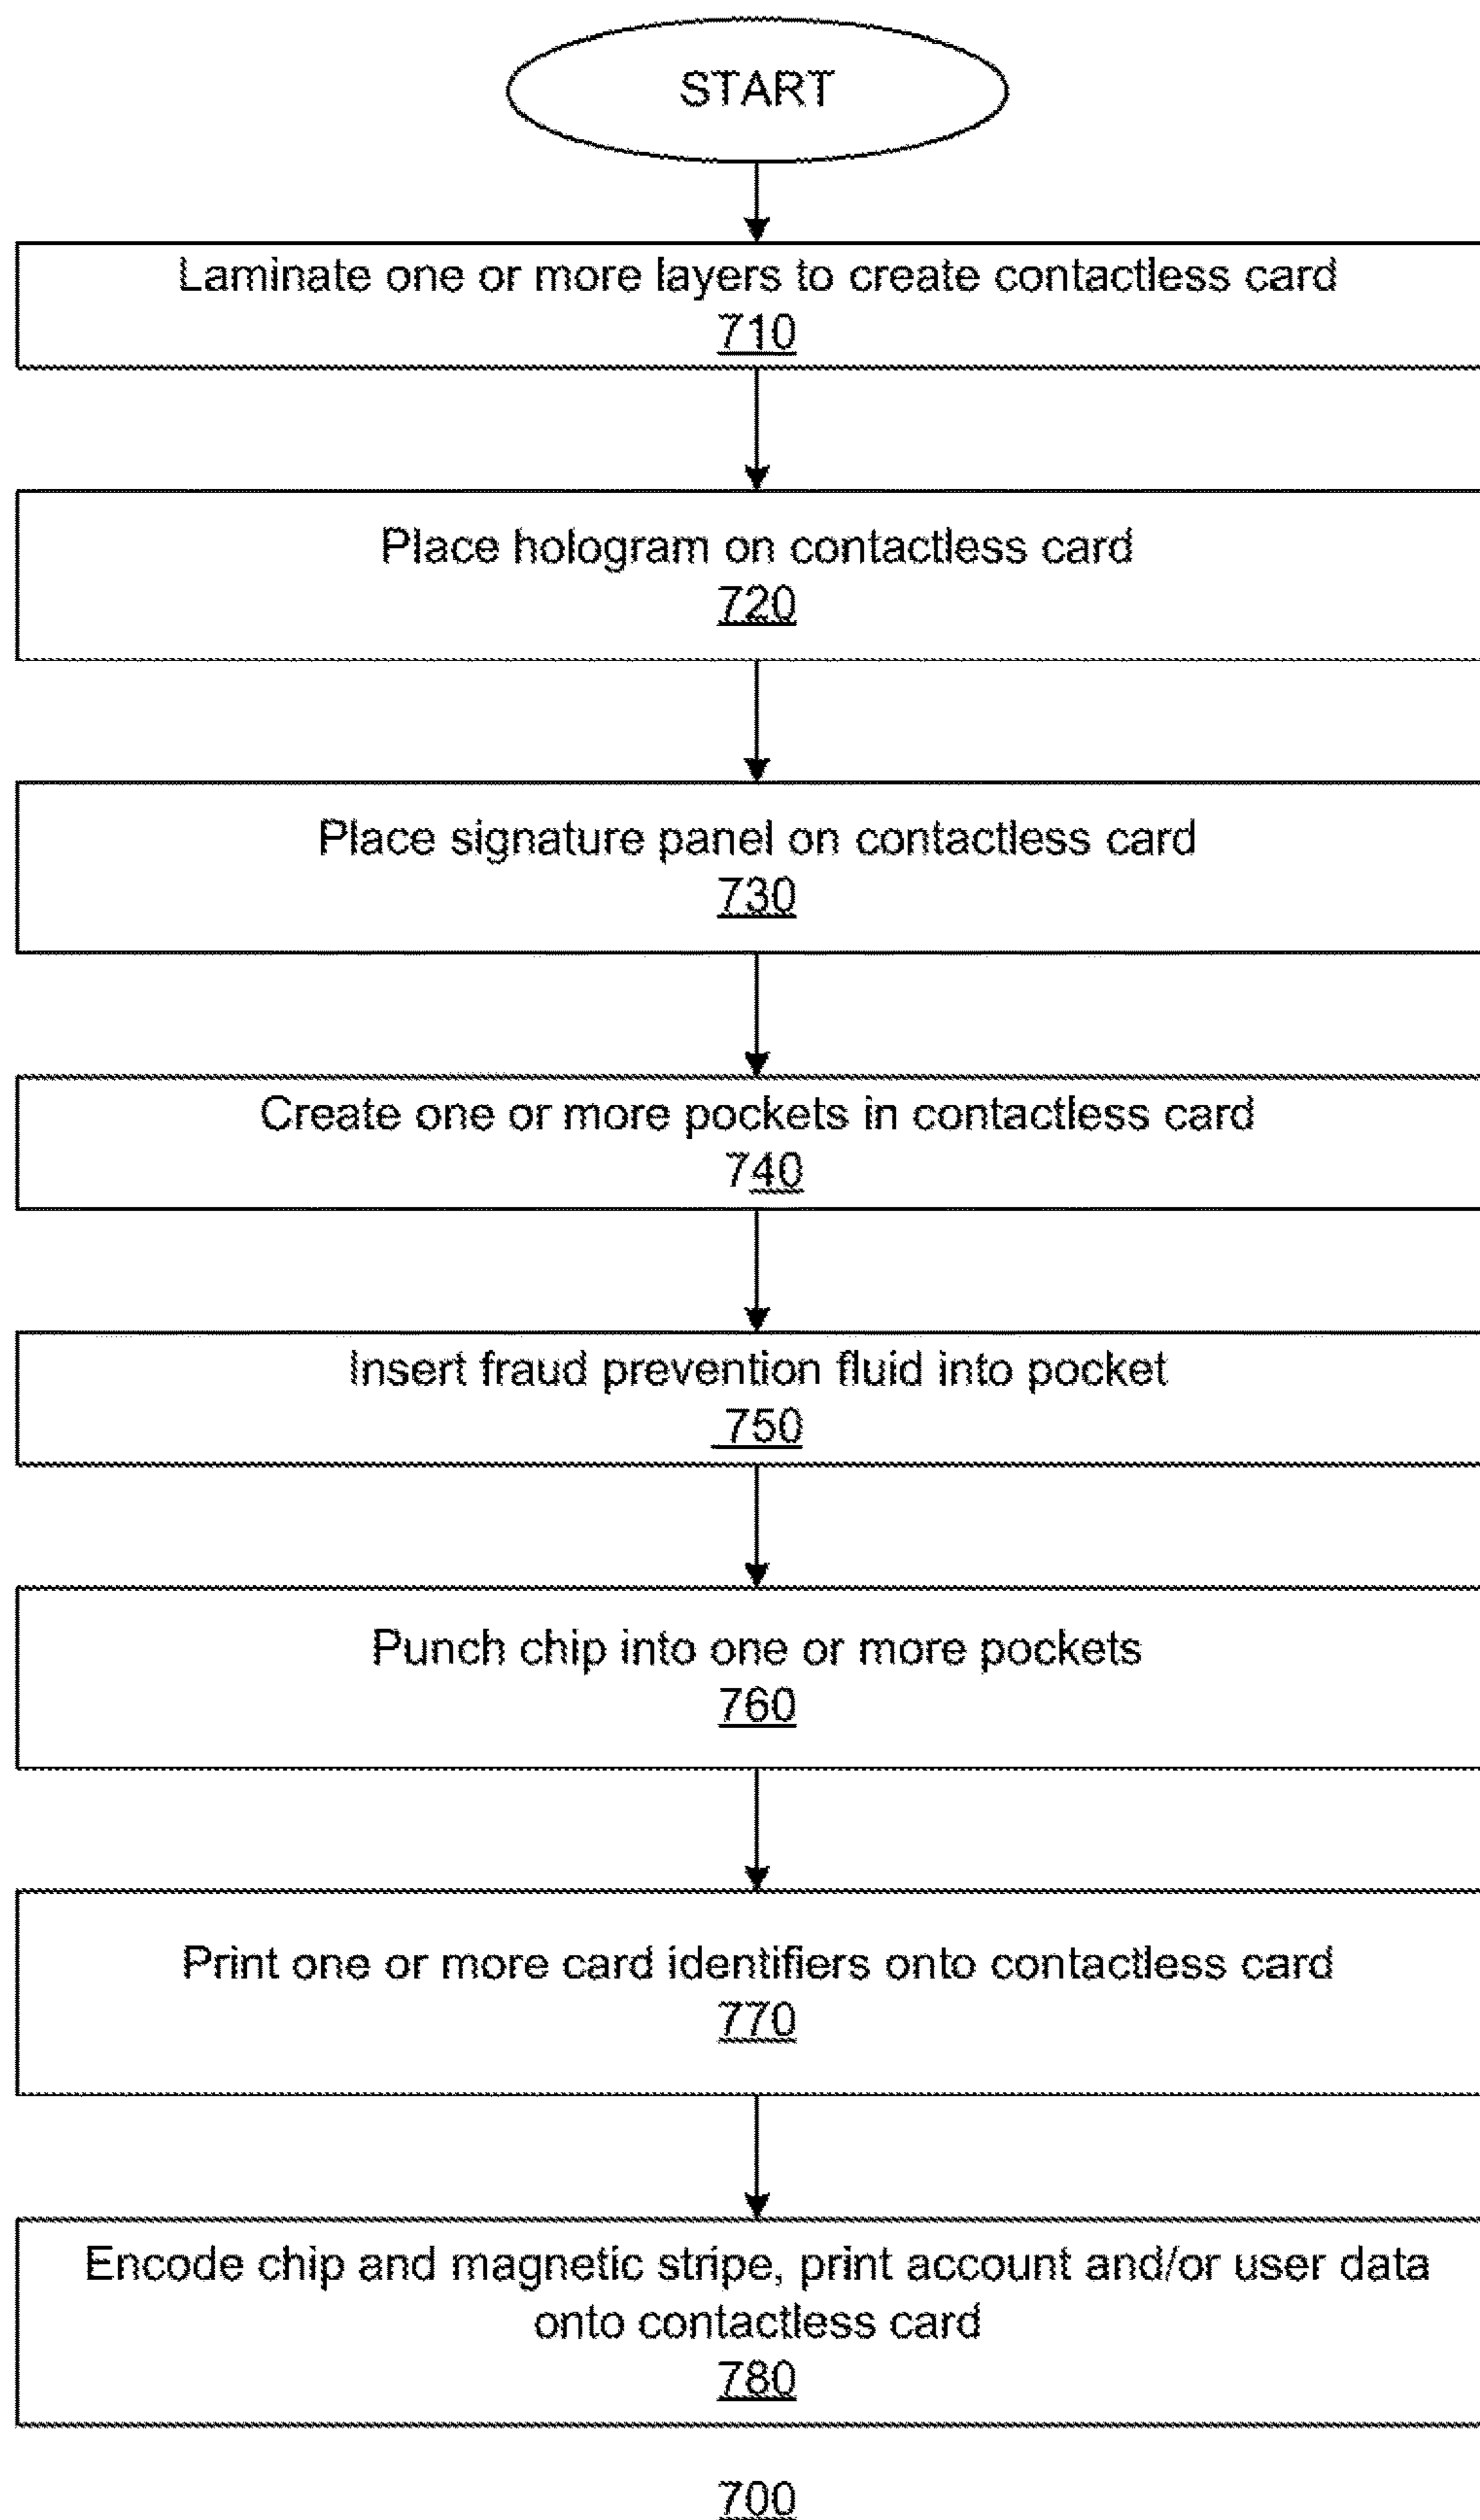 START
Laminate one or more layers to create contactless card
710
Place hologram on contactless card
720
Place signature panel on contactless card
730
Create one or more pockets in contactless card
740
Insert fraud prevention fluid into pocket
750
Punch chip into one or more pockets
760
Print one or more card identifiers onto contactless card
770
Encode chip and magnetic stripe, print account and/or user data
onto contactless card
780
700